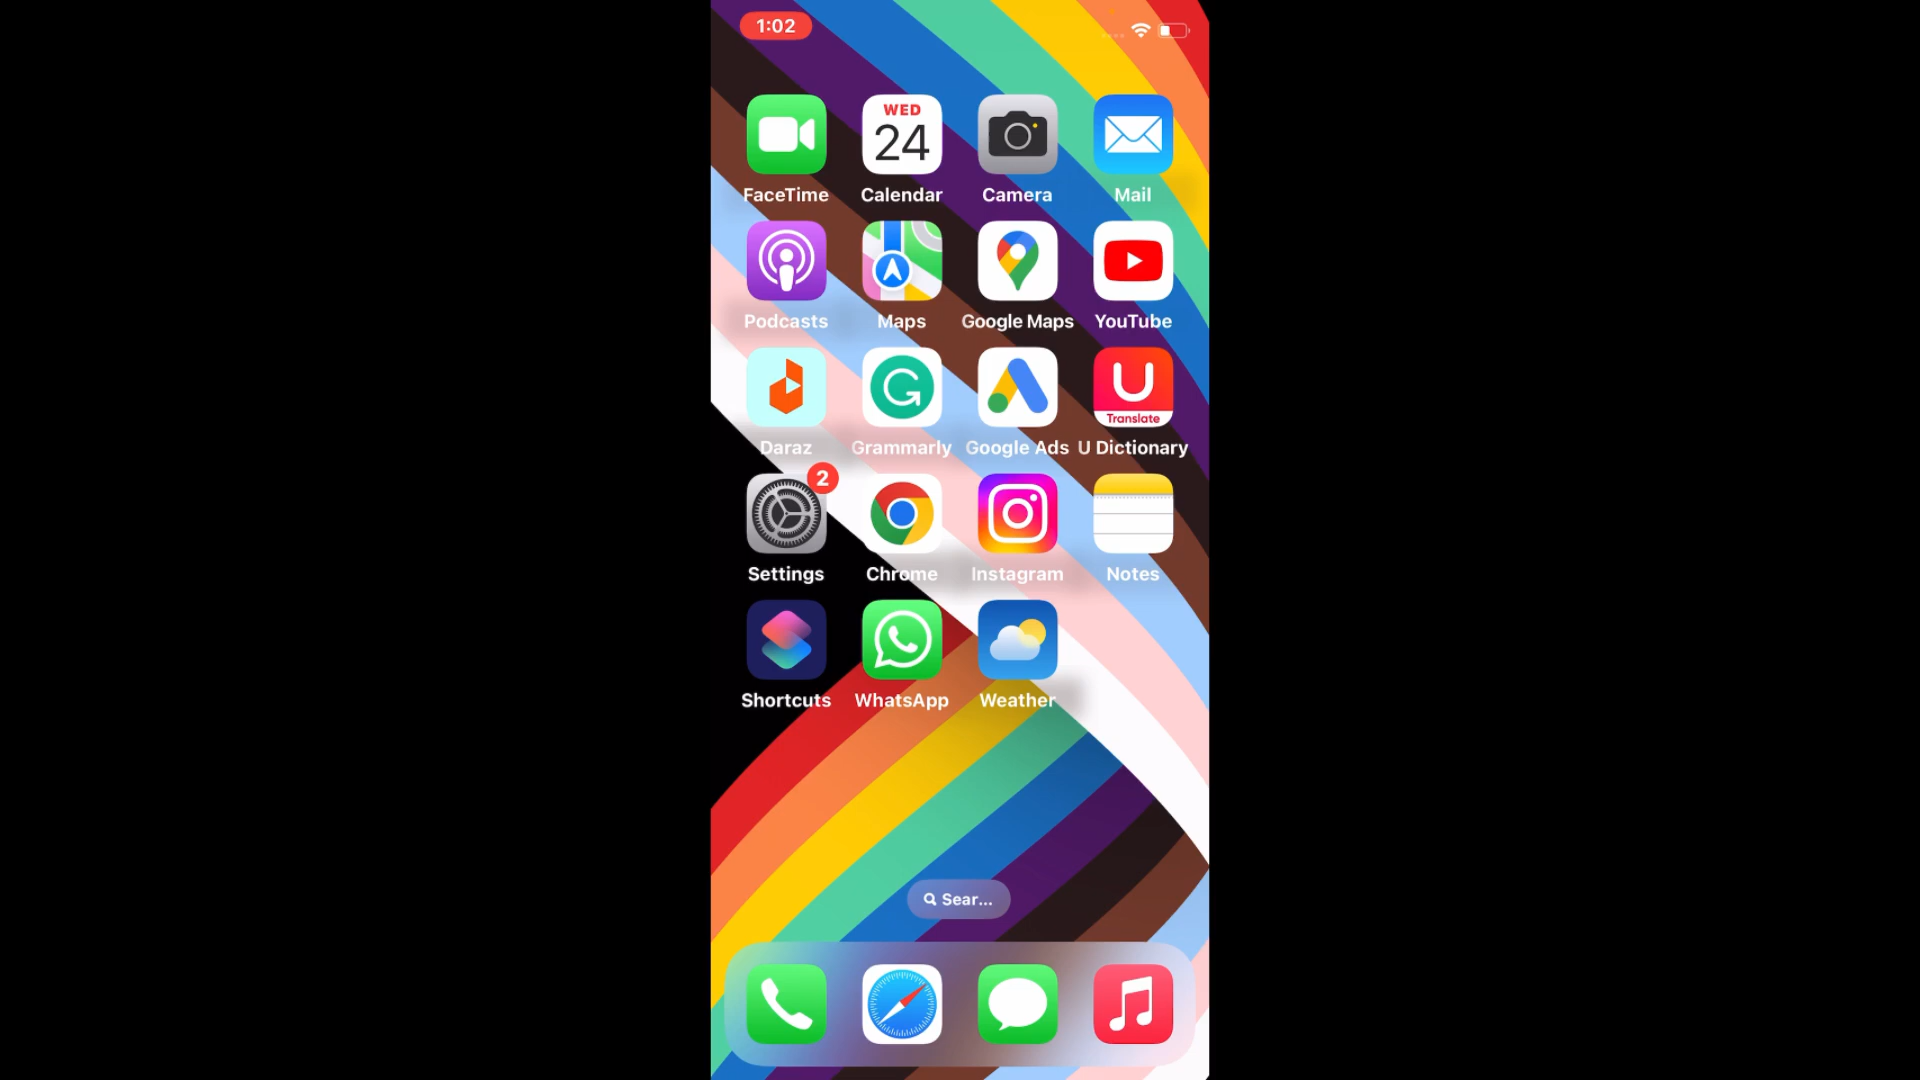 1:02
WED
24
FaceTime
Calendar
Camera
Mail
Podcasts
Maps
Google Maps
YouTube
U
Translate
Daraz
Grammarly
Google Ads
U Dictionary
2
Settings
Chrome
Instagram
Notes
Shortcuts
WhatsApp
Weather
Sear...